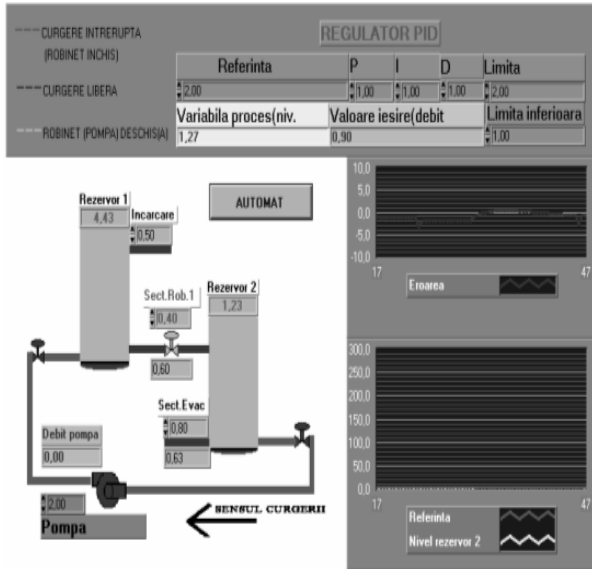 CURGERE INTRERUPTA
(ROBINET INCHIS)
CURGERE LIBERA
ROBINET (POMPA) DESCHIS(A)
REGULATOR PID
Referinta P I D Limita
2,00 1,00 1,00 1,00 2,00
Variabila proces(niv. Valoare iesire(debit Limita inferioara
1,27 0,90 1,00
Rezervor 1
4,43
Incarcare
0,50
AUTOMAT
Sect.Rob.1
0,40
0,60
Rezervor 2
1,23
Sect.Evac
0,80
0,63
Debit pompa
0,00
2,00
Pompa
SENSUL CURGERII
10,0
5,0
0,0
-5,0
-10,0
17 47
Eroarea
300,0
250,0
200,0
150,0
100,0
50,0
0,0
17 47
Referinta
Nivel rezervor 2